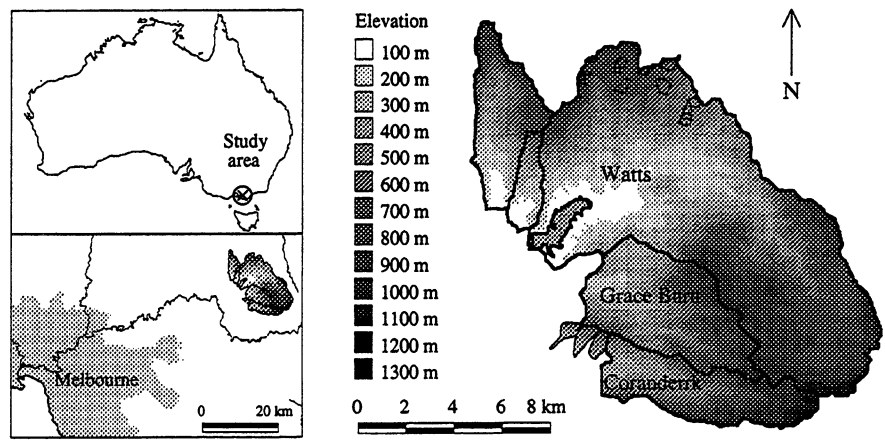 Study
area
Melbourne
0 20 km
Elevation
100 m
200 m
300 m
400 m
500 m
600 m
700 m
800 m
900 m
1000 m
1100 m
1200 m
1300 m
0 2 4 6 8 km
N
Watts
Grace Burn
Coranderrk